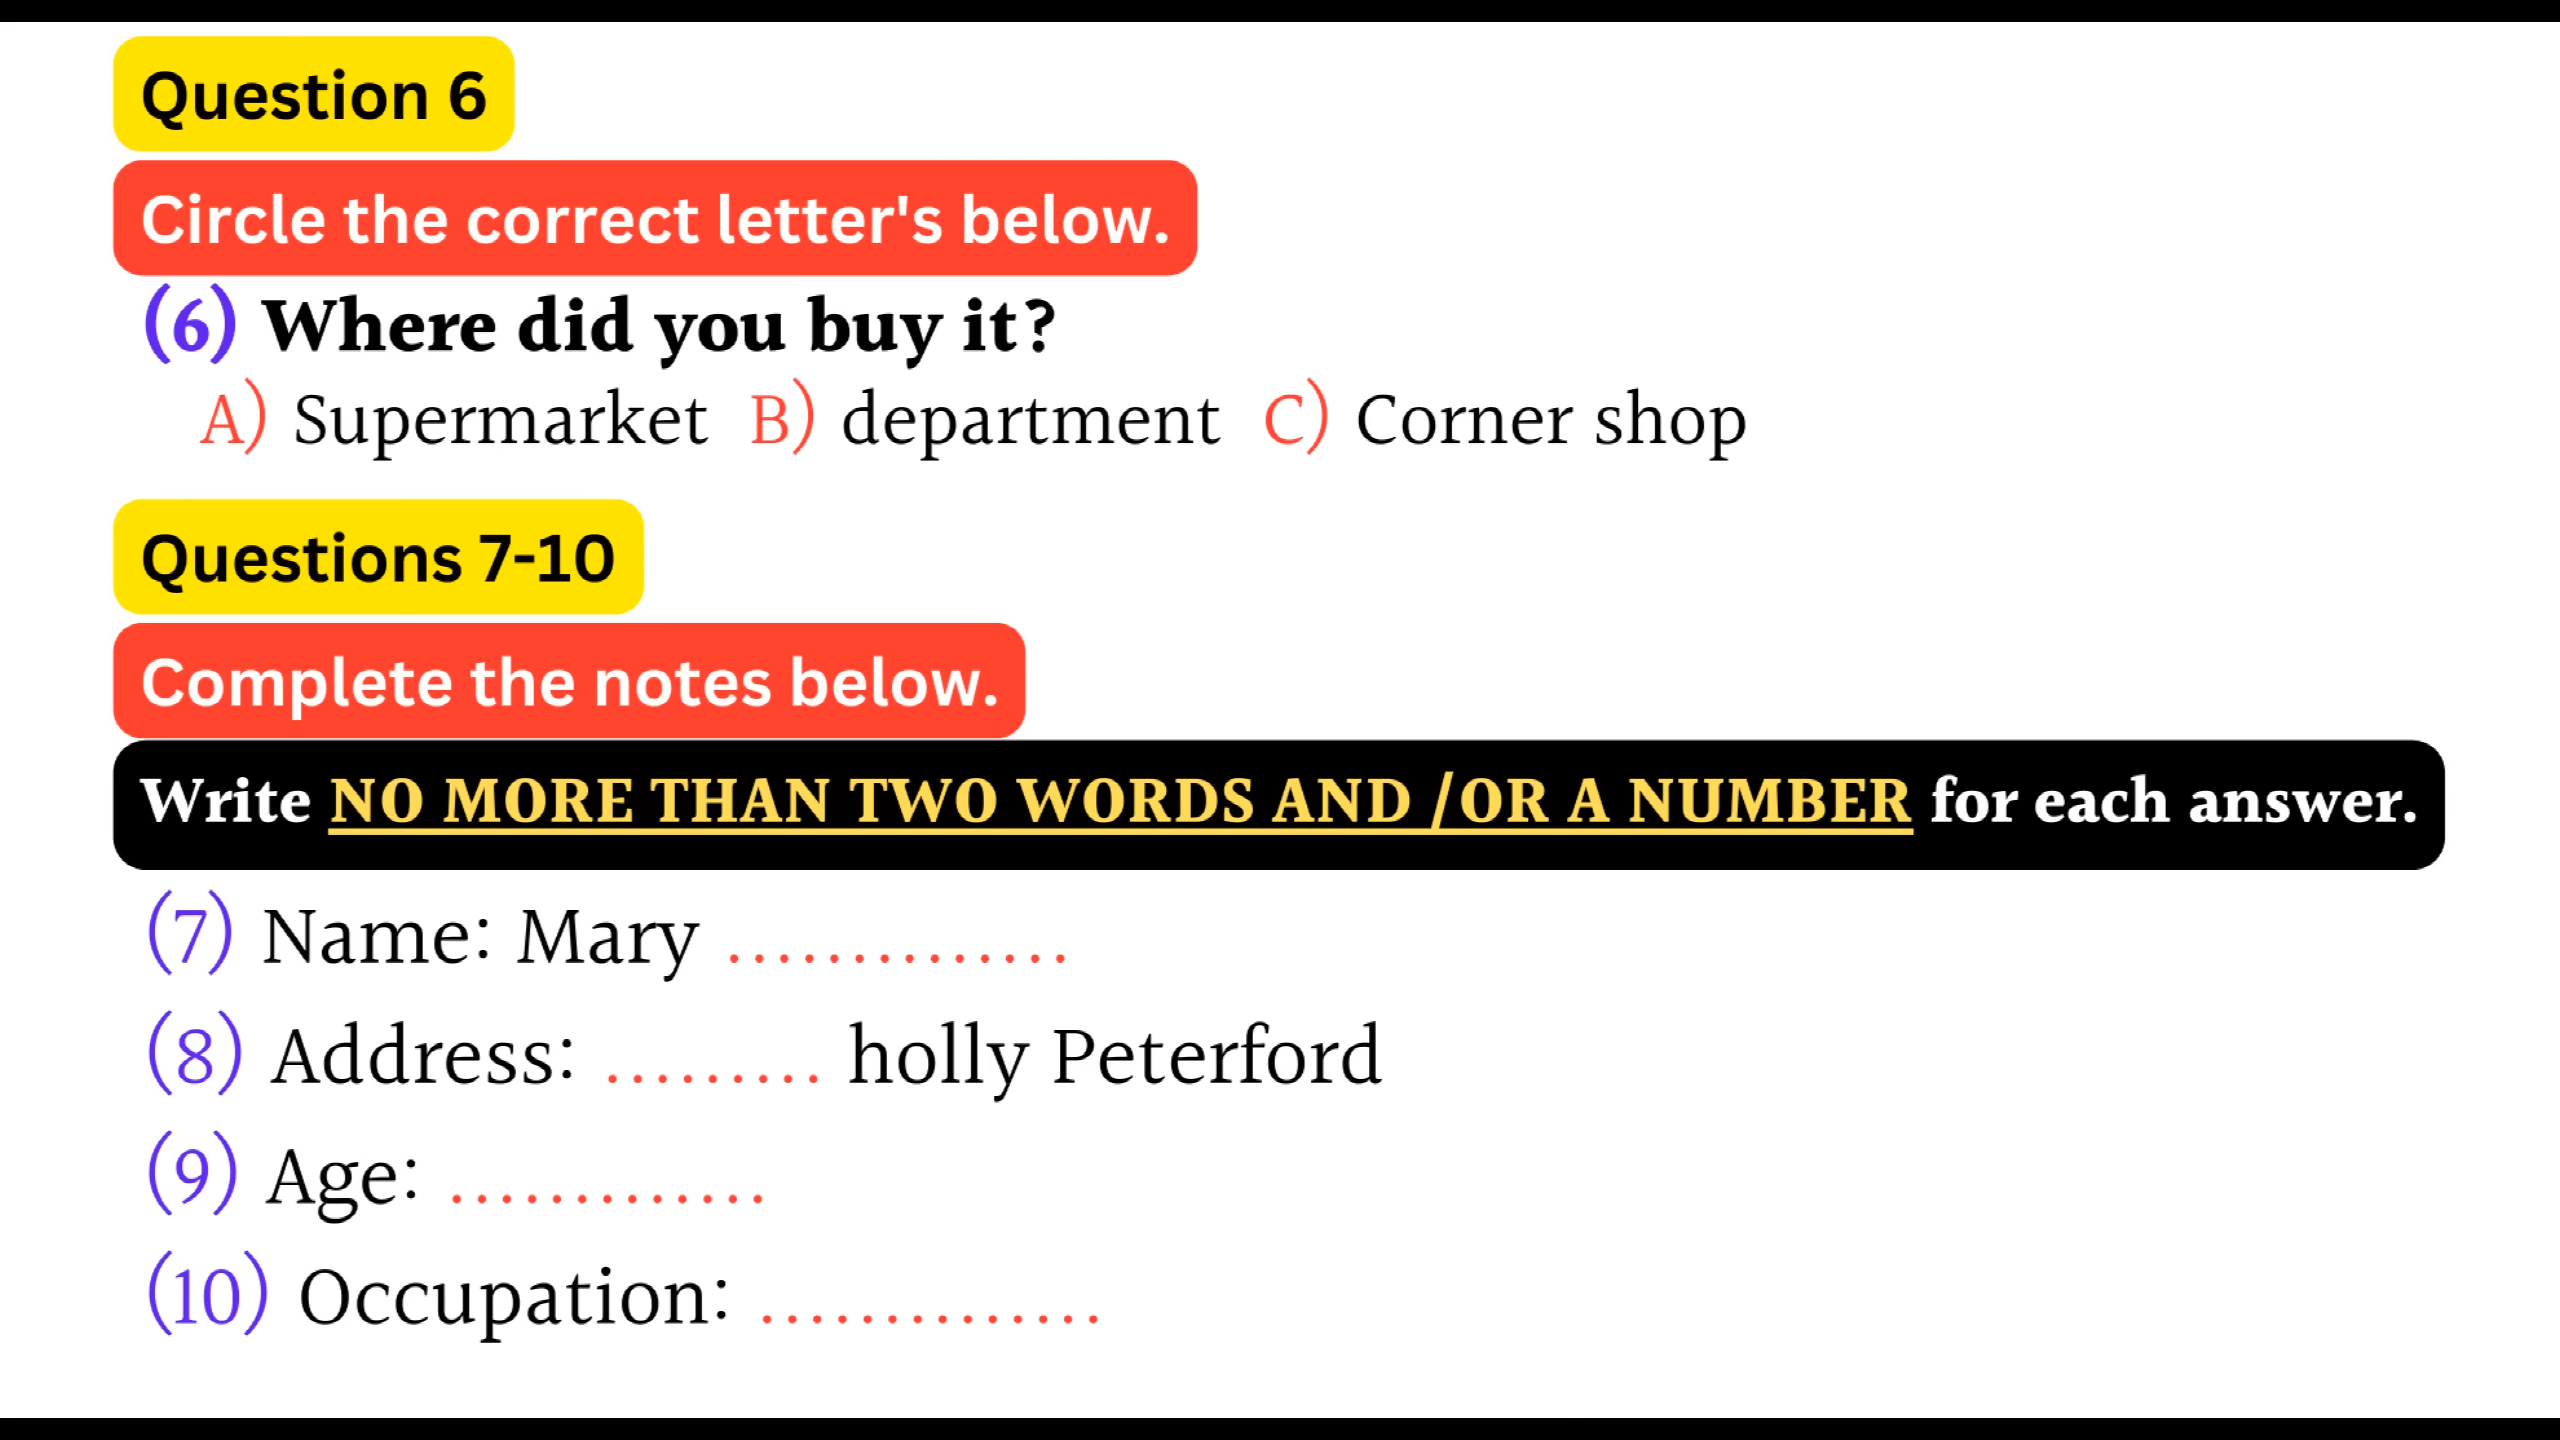 Question 6
Circle the correct letter's below.
(6) Where did you buy it?
A) Supermarket B) department C) Corner shop
Questions 7-10
Complete the notes below.
Write NO MORE THAN TWO WORDS AND /OR A NUMBER for each answer.
(7) Name: Mary ..............
(8) Address: ......... holly Peterford
(9) Age: .............
(10) Occupation: ..............